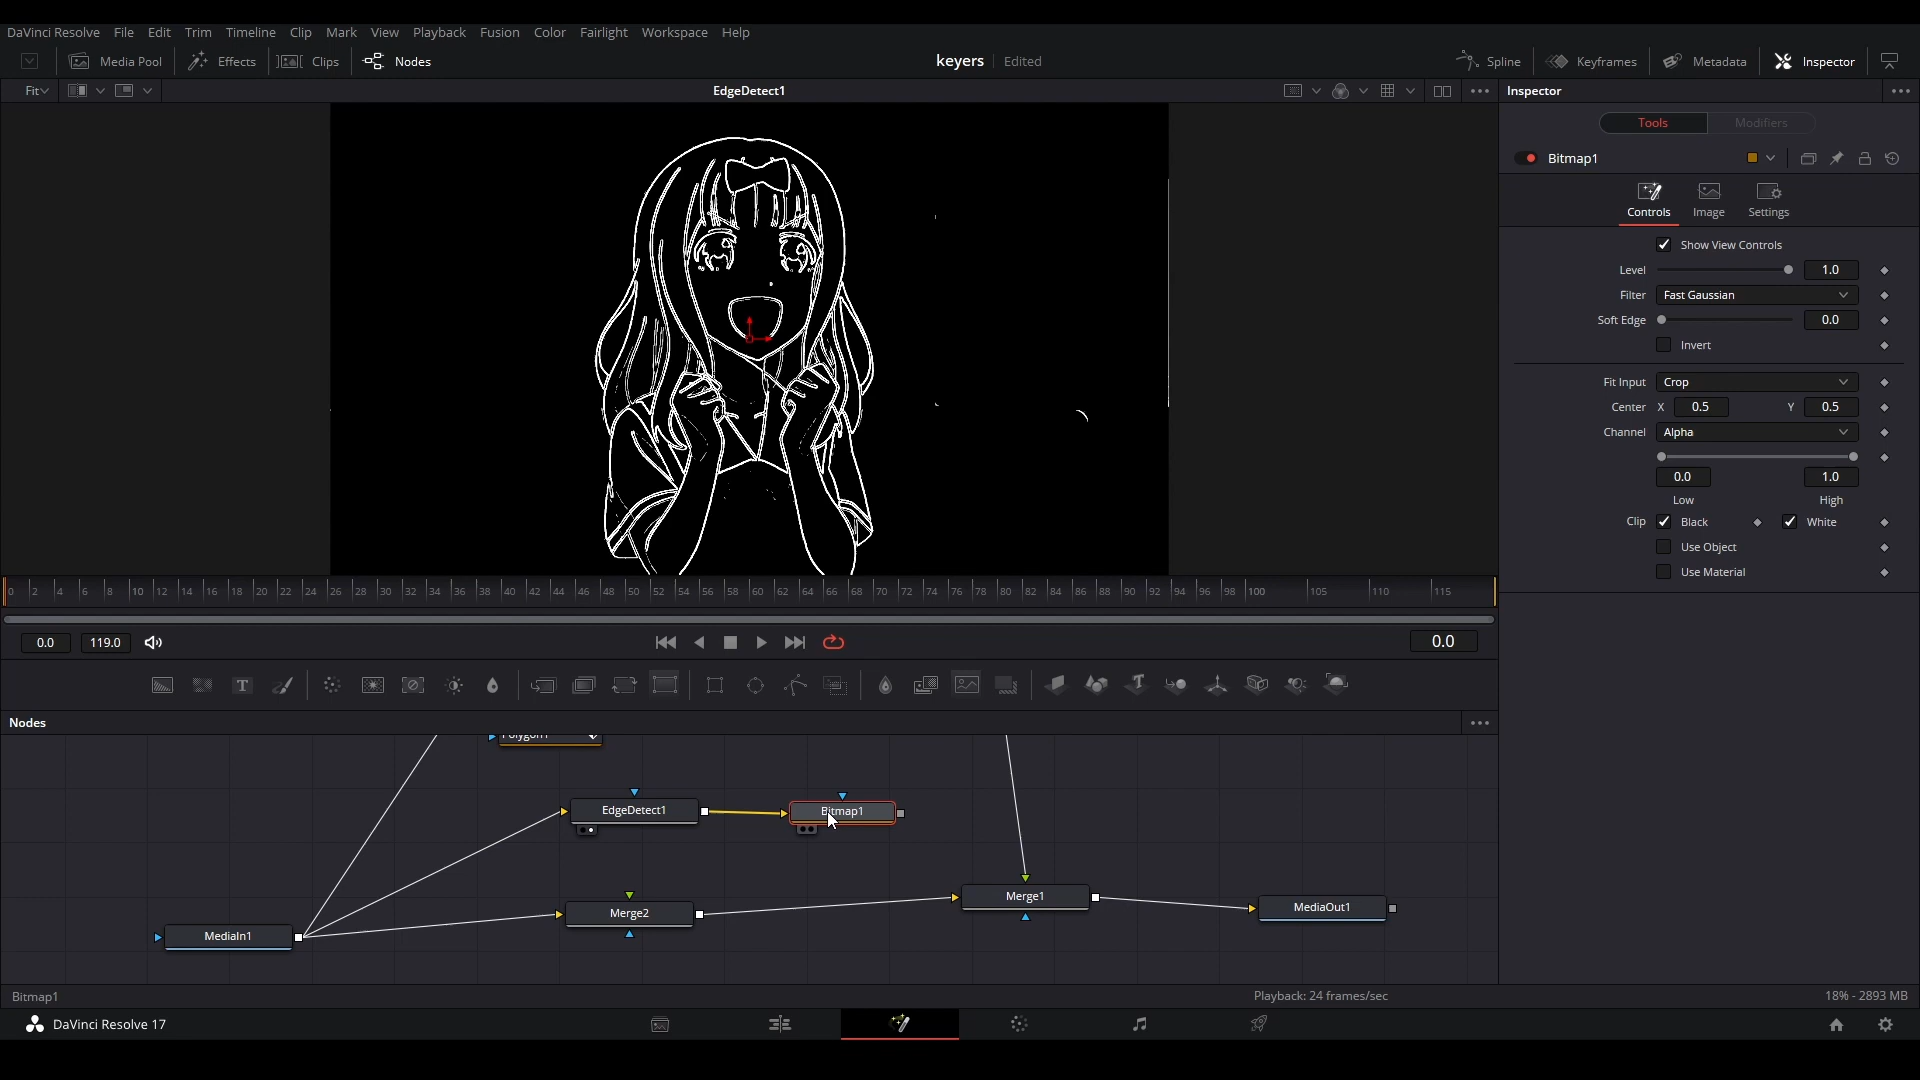 DaVinci Resolve File Edit Trim Timeline Clip Mark View Playback Fusion Color Fairlight Workspace Help
Media Pool Effects Clips Nodes keyers Edited Spline Keyframes Metadata Inspector
Fit EdgeDetect1 Inspector
Tools Modifiers
Bitmap1
Controls Image Settings
Show View Controls
Level 1.0
Filter Fast Gaussian
Soft Edge 0.0
Invert
Fit Input Crop
Center X 0.5 Y 0.5
Channel Alpha
0.0 1.0
Low High
Clip Black White
Use Object
Use Material
0 2 4 6 8 10 12 14 16 18 20 22 24 26 28 30 32 34 36 38 40 42 44 46 48 50 52 54 56 58 60 62 64 66 68 70 72 74 76 78 80 82 84 86 88 90 92 94 96 98 100 105 110 115
0.0 119.0 0.0
T T
Nodes
Polygon1
EdgeDetect1 Bitmap1
Merge1
Merge2 MediaOut1
MediaIn1
Bitmap1 Playback: 24 frames/sec 18% - 2893 MB
DaVinci Resolve 17